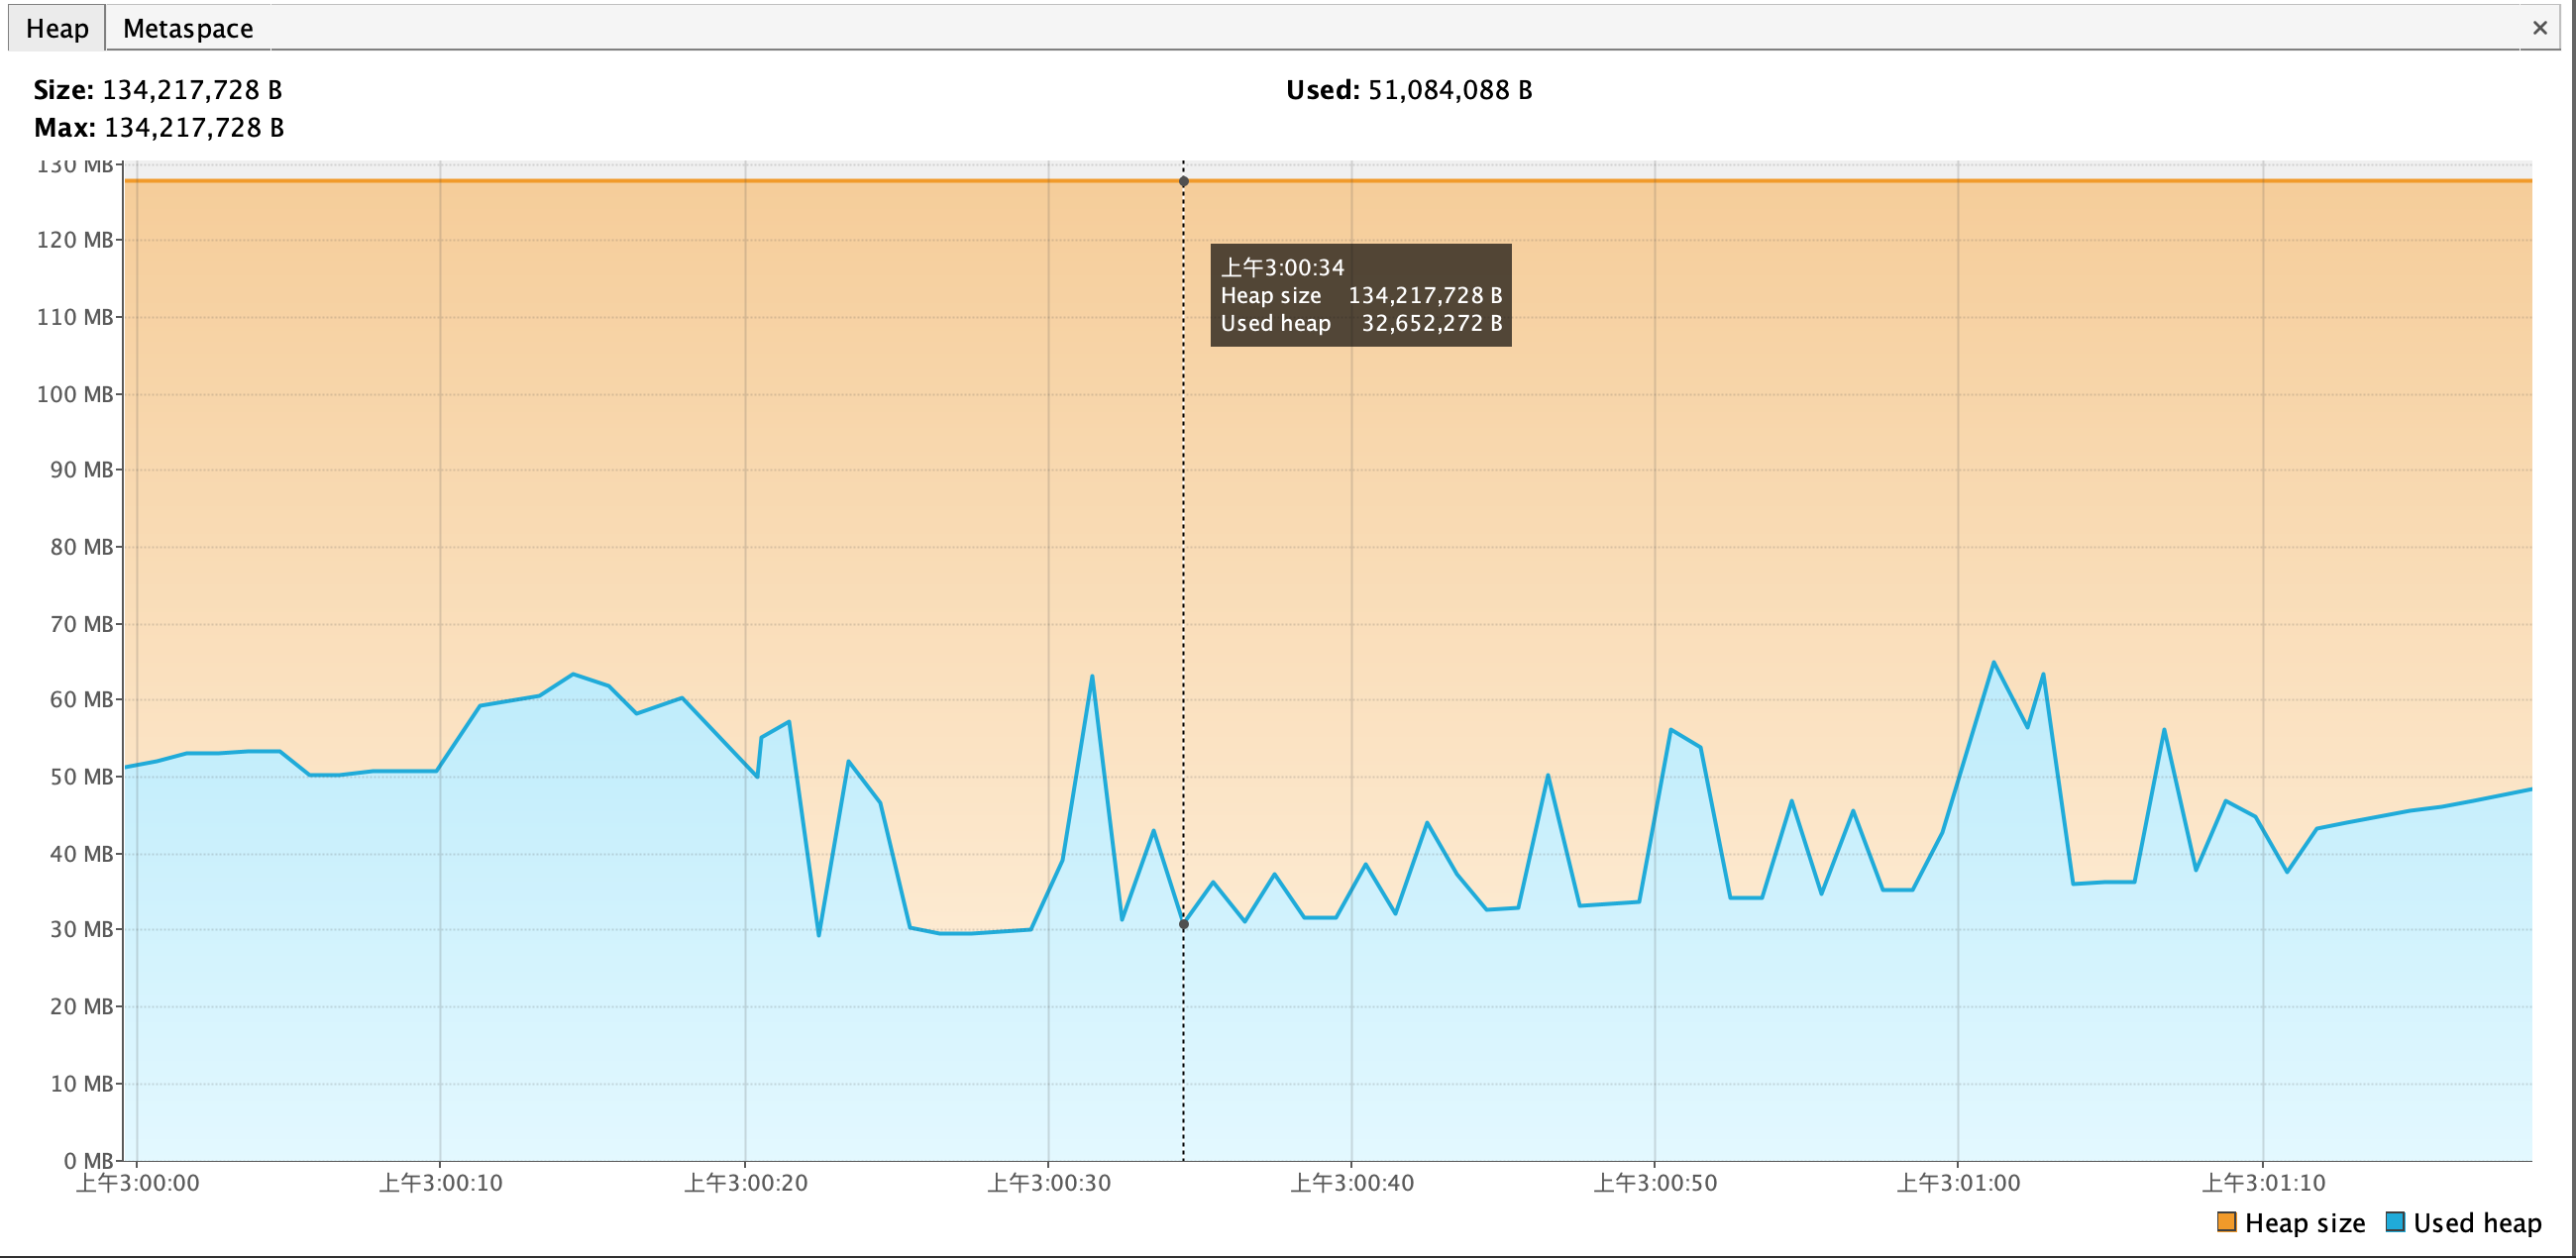 Heap Metaspace ×
Size: 134,217,728 B Used: 51,084,088 B
Max: 134,217,728 B
130 MB
120 MB
上午3:00:34
Heap size 134,217,728 B
Used heap 32,652,272 B
110 MB
100 MB
90 MB
80 MB
70 MB
60 MB
50 MB
40 MB
30 MB
20 MB
10 MB
0 MB
上午3:00:00 上午3:00:10 上午3:00:20 上午3:00:30 上午3:00:40 上午3:00:50 上午3:01:00 上午3:01:10
Heap size Used heap